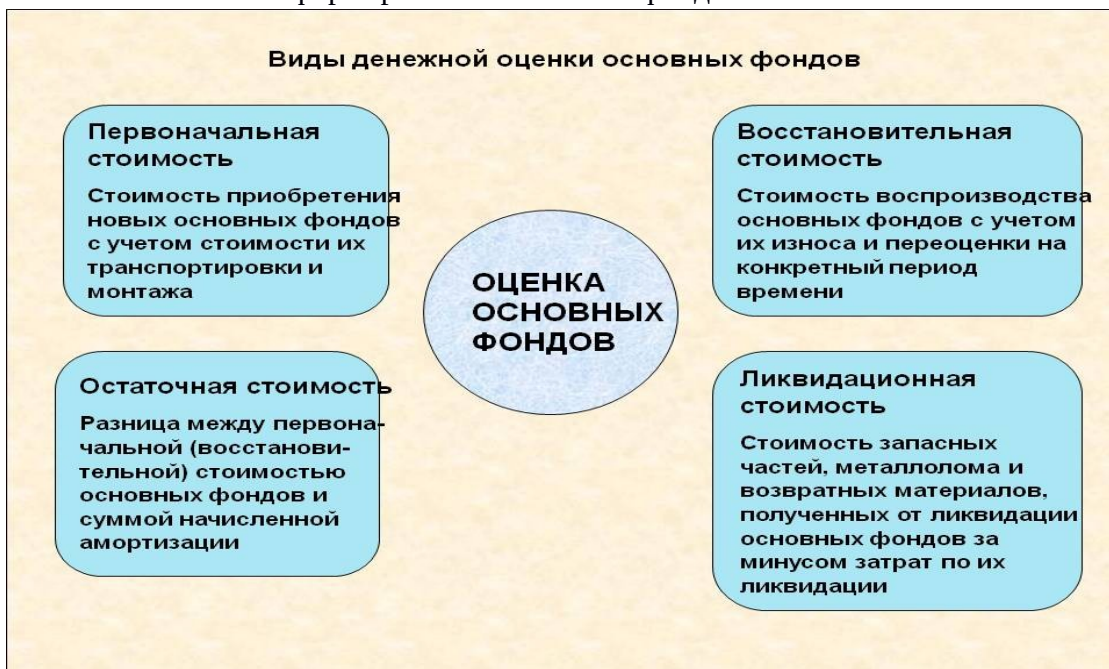 Виды денежной оценки основных фондов
Первоначальная
стоимость
Стоимость приобретения
новых основных фондов
с учетом стоимости их
транспортировки и
монтажа
Восстановительная
стоимость
Стоимость воспроизводства
основных фондов с учетом
их износа и переоценки на
конкретный период
времени
ОЦЕНКА
ОСНОВНЫХ
ФОНДОВ
Остаточная стоимость
Разница между первона-
чальной (восстанови-
тельной) стоимостью
основных фондов и
суммой начисленной
амортизации
Ликвидационная
стоимость
Стоимость запасных
частей, металлолома и
возвратных материалов,
полученных от ликвидации
основных фондов за
минусом затрат по их
ликвидации